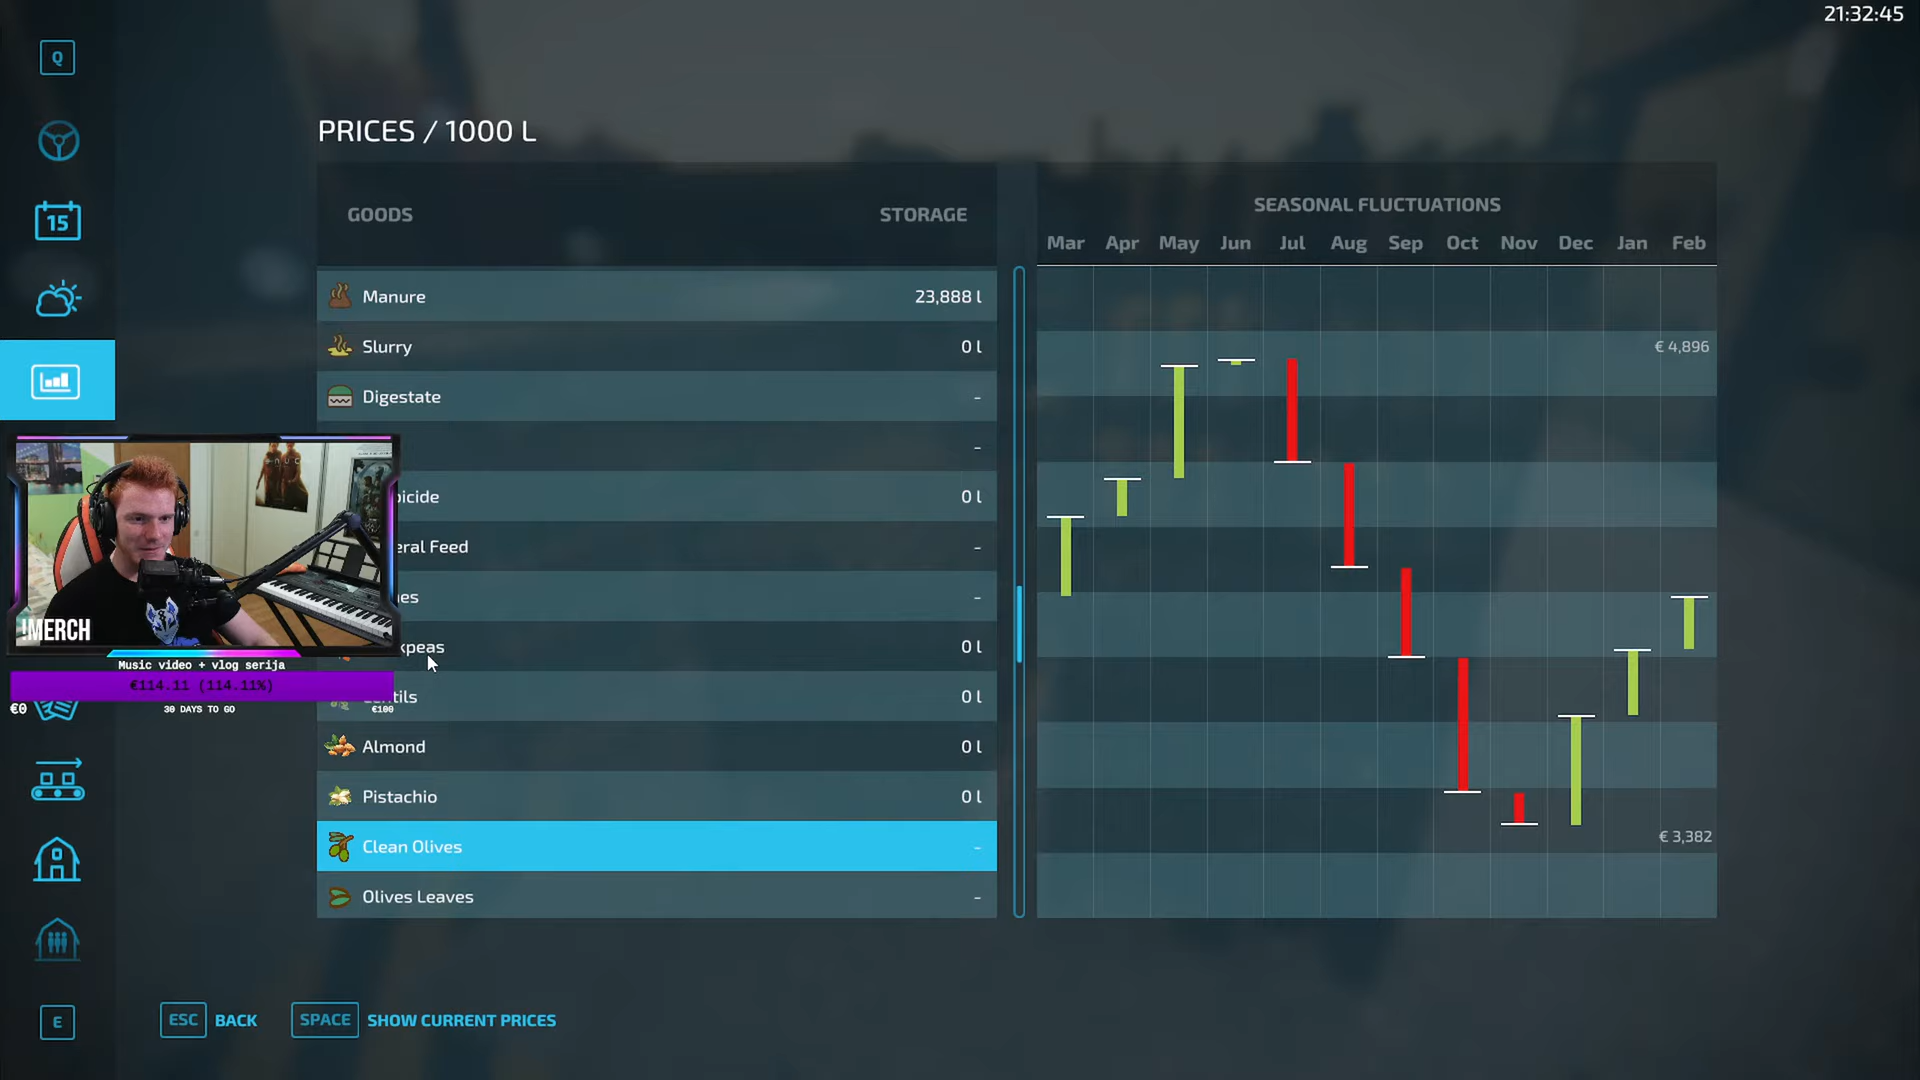 21:32:45
Q
PRICES / 1000 L
GOODS STORAGE
SEASONAL FLUCTUATIONS
Mar Apr May Jun Jul Aug Sep Oct Nov Dec Jan Feb
15
Manure 23,888 l
Slurry 0 l
Digestate -
-
icide 0 l
eral Feed -
es -
kpeas 0 l
tils 0 l
Almond 0 l
Pistachio 0 l
Clean Olives -
Olives Leaves -
€ 4,896
€ 3,382
!MERCH
Music video + vlog serija
€114.11 (114.11%)
€0 30 DAYS TO GO €100
E
ESC BACK SPACE SHOW CURRENT PRICES